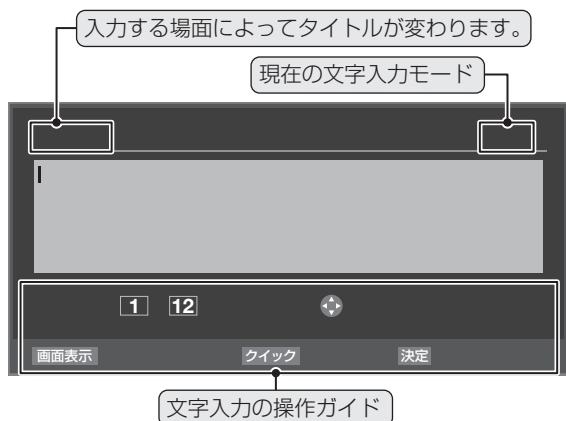 入力する場面によってタイトルが変わります。
現在の文字入力モード
1 12
画面表示 クイック 決定
文字入力の操作ガイド